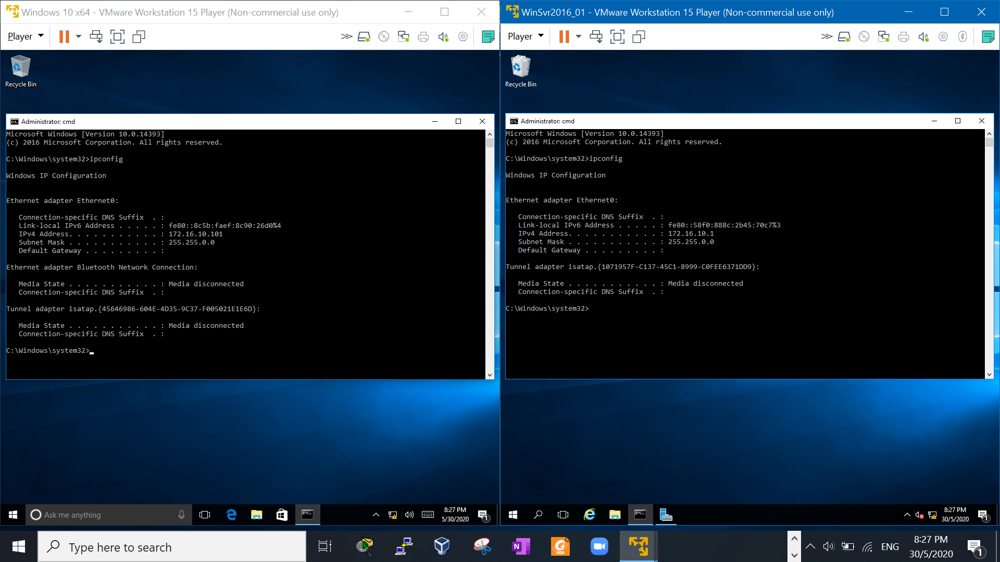 Windows 10 x64 - VMware Workstation 15 Player (Non-commercial use only)
Player
Recycle Bin
Administrator: cmd
Microsoft Windows [Version 10.0.14393]
(c) 2016 Microsoft Corporation. All rights reserved.
C:\Windows\system32>ipconfig
Windows IP Configuration
Ethernet adapter Ethernet0:
Connection-specific DNS Suffix  . :
Link-local IPv6 Address . . . . . : fe80::8c5b:faef:8c90:26d0%4
IPv4 Address. . . . . . . . . . . : 172.16.10.101
Subnet Mask . . . . . . . . . . . : 255.255.0.0
Default Gateway . . . . . . . . . :
Ethernet adapter Bluetooth Network Connection:
Media State . . . . . . . . . . . : Media disconnected
Connection-specific DNS Suffix  . :
Tunnel adapter isatap.{45646986-604E-4D35-9C37-F005021E1E6D}:
Media State . . . . . . . . . . . : Media disconnected
Connection-specific DNS Suffix  . :
C:\Windows\system32>
Ask me anything
8:27 PM
5/30/2020
1
WinSvr2016_01 - VMware Workstation 15 Player (Non-commercial use only)
Player
Recycle Bin
Administrator: cmd
Microsoft Windows [Version 10.0.14393]
(c) 2016 Microsoft Corporation. All rights reserved.
C:\Windows\system32>ipconfig
Windows IP Configuration
Ethernet adapter Ethernet0:
Connection-specific DNS Suffix  . :
Link-local IPv6 Address . . . . . : fe80::58f0:888c:2b45:70c7%3
IPv4 Address. . . . . . . . . . . : 172.16.10.1
Subnet Mask . . . . . . . . . . . : 255.255.0.0
Default Gateway . . . . . . . . . :
Tunnel adapter isatap.{1071957F-C137-45C1-8999-C0FEE6371DD9}:
Media State . . . . . . . . . . . : Media disconnected
Connection-specific DNS Suffix  . :
C:\Windows\system32>
8:27 PM
30/5/2020
1
Type here to search
N
PDF
ENG
8:27 PM
30/5/2020
1